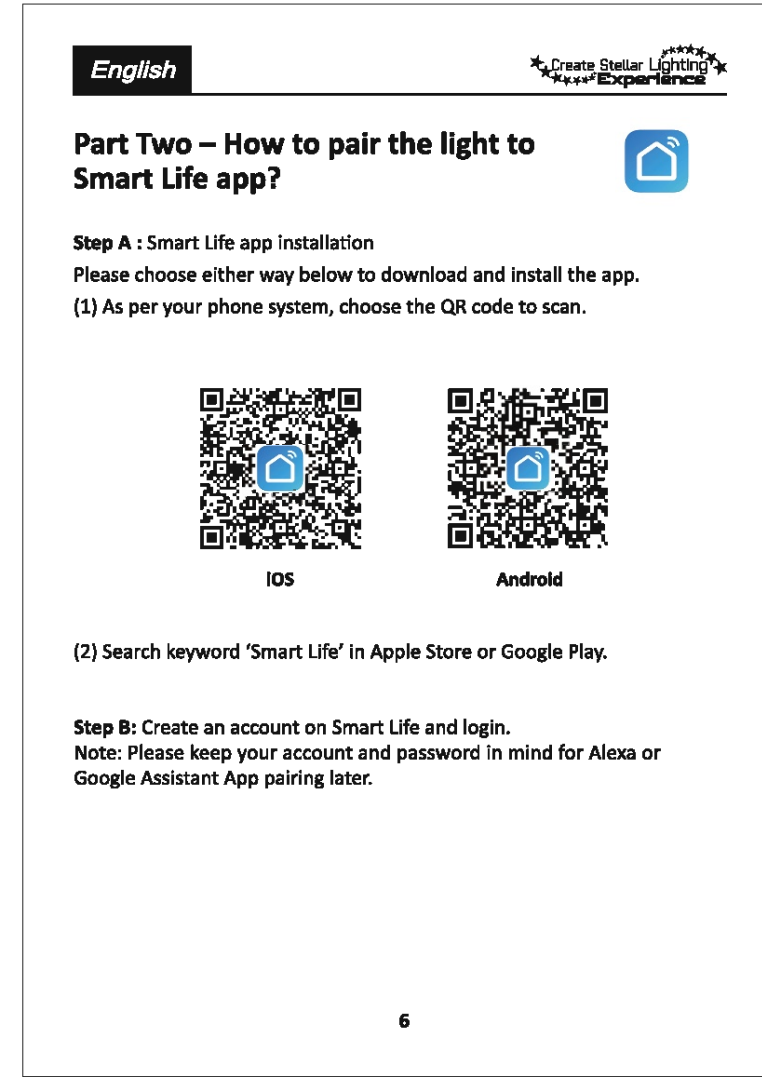 English
Create Stellar Lighting
Experience
Part Two – How to pair the light to
Smart Life app?
Step A : Smart Life app installation
Please choose either way below to download and install the app.
(1) As per your phone system, choose the QR code to scan.
iOS
Android
(2) Search keyword ‘Smart Life’ in Apple Store or Google Play.
Step B: Create an account on Smart Life and login.
Note: Please keep your account and password in mind for Alexa or
Google Assistant App pairing later.
6